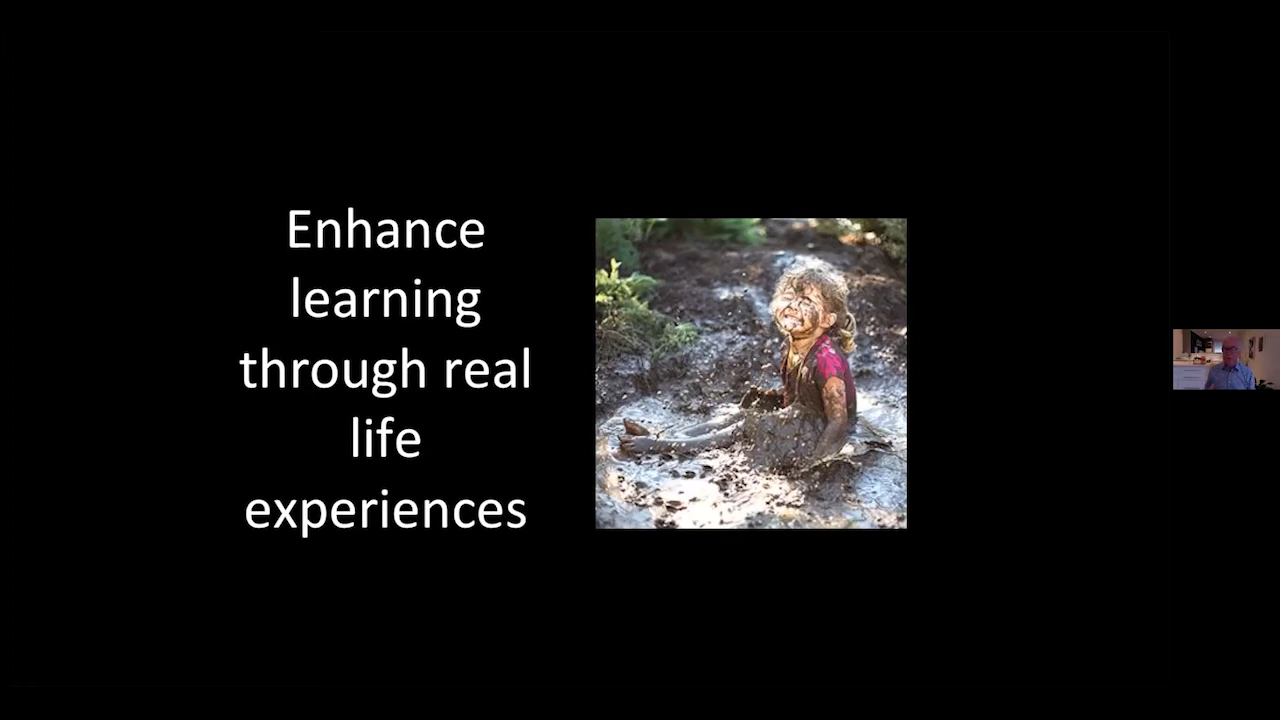 Enhance
learning
through real
life
experiences